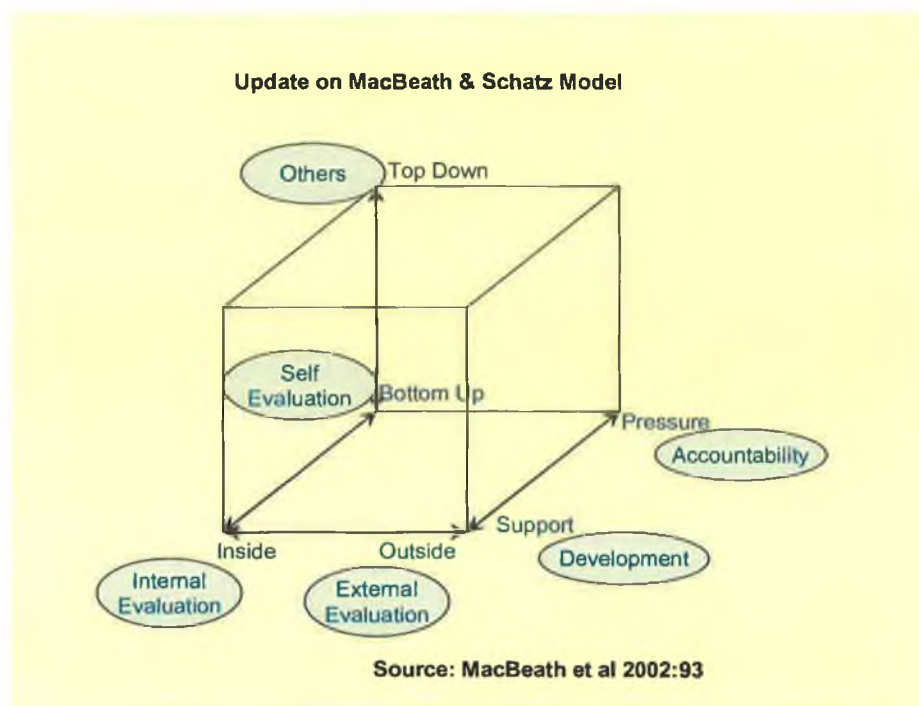 Update on MacBeath & Schatz Model
Others
Top Down
Self
Evaluation
Bottom Up
Pressure
Accountability
Support
Development
Inside
Outside
Internal
Evaluation
External
Evaluation
Source: MacBeath et al 2002:93